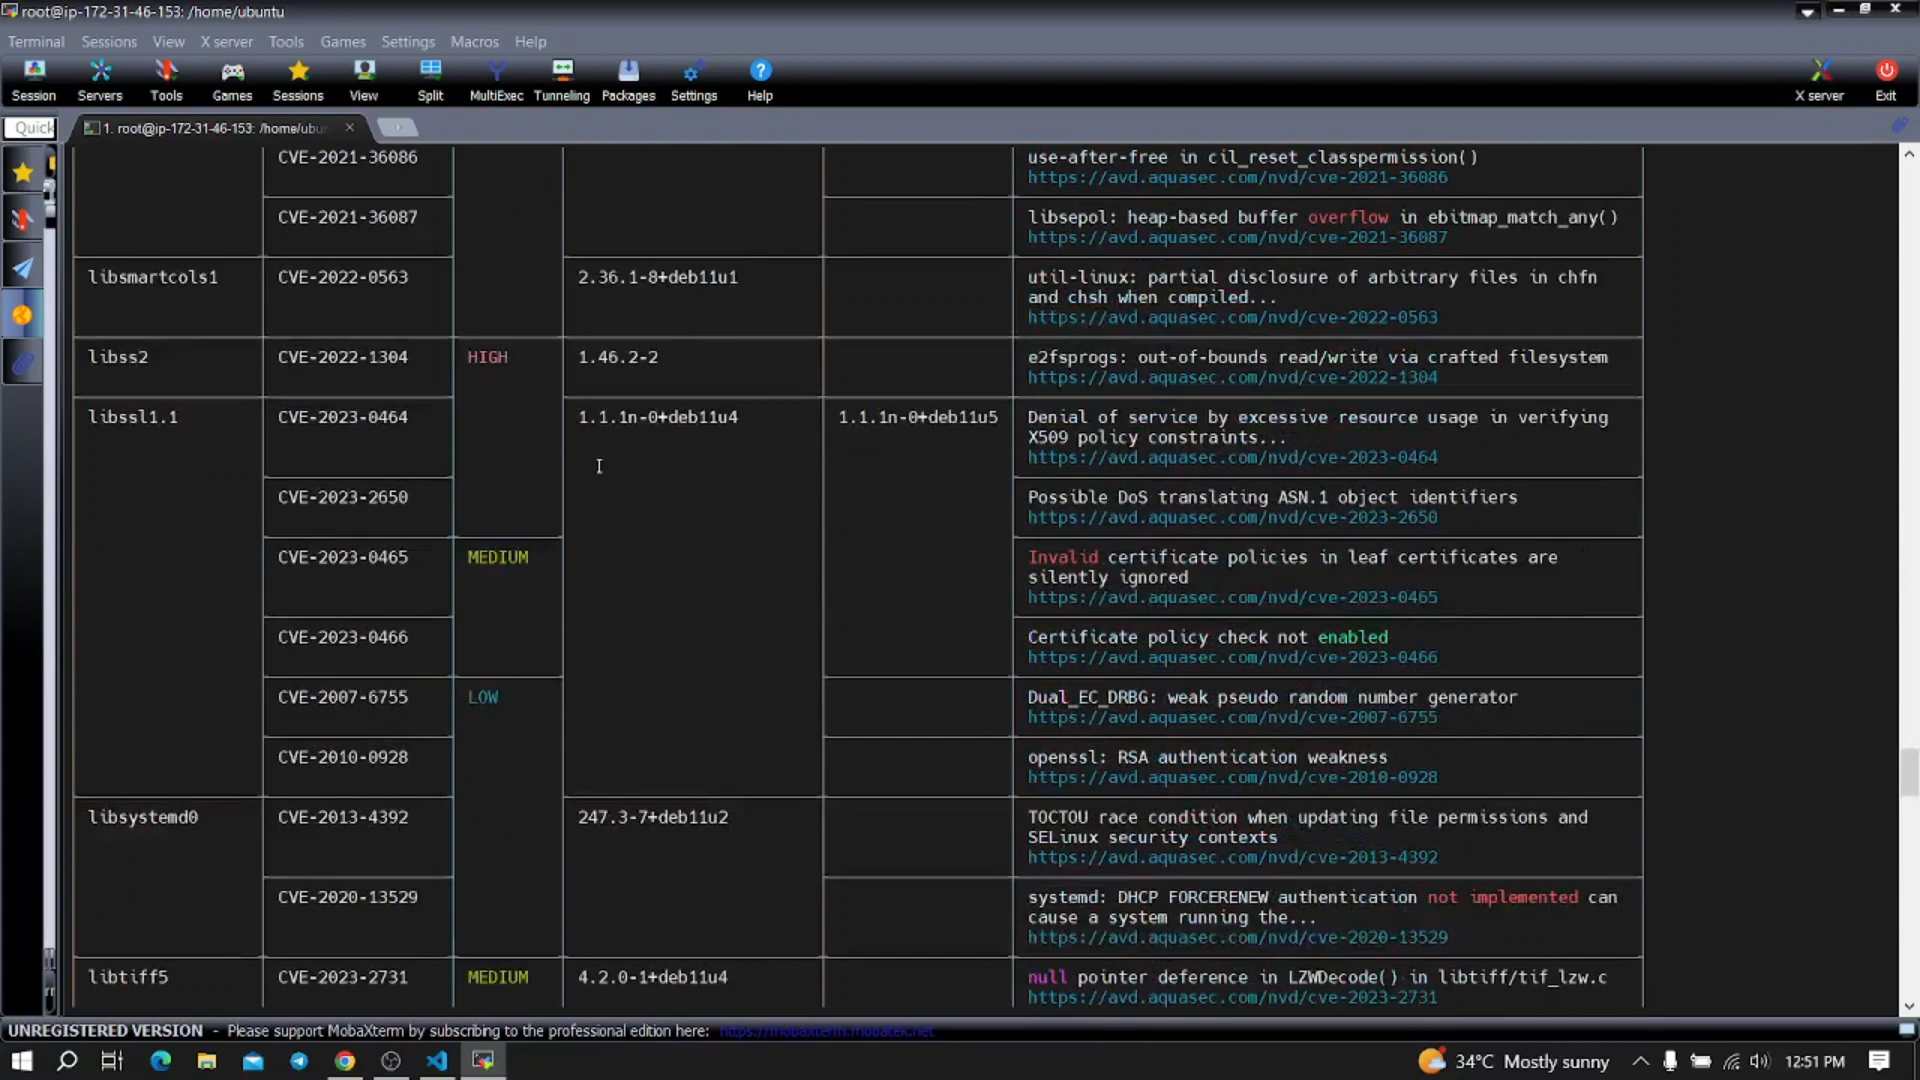 root@ip-172-31-46-153: /home/ubuntu
Terminal Sessions View X server Tools Games Settings Macros Help
Session Servers Tools Games Sessions View Split MultiExec Tunneling Packages Settings Help X server Exit
Quick 1. root@ip-172-31-46-153: /home/ubu
CVE-2021-36086 use-after-free in cil_reset_classpermission()
https://avd.aquasec.com/nvd/cve-2021-36086
CVE-2021-36087 libsepol: heap-based buffer overflow in ebitmap_match_any()
https://avd.aquasec.com/nvd/cve-2021-36087
libsmartcols1 CVE-2022-0563 2.36.1-8+deb11u1 util-linux: partial disclosure of arbitrary files in chfn
and chsh when compiled...
https://avd.aquasec.com/nvd/cve-2022-0563
libss2 CVE-2022-1304 HIGH 1.46.2-2 e2fsprogs: out-of-bounds read/write via crafted filesystem
https://avd.aquasec.com/nvd/cve-2022-1304
libssl1.1 CVE-2023-0464 1.1.1n-0+deb11u4 1.1.1n-0+deb11u5 Denial of service by excessive resource usage in verifying
X509 policy constraints...
https://avd.aquasec.com/nvd/cve-2023-0464
CVE-2023-2650 Possible DoS translating ASN.1 object identifiers
https://avd.aquasec.com/nvd/cve-2023-2650
CVE-2023-0465 MEDIUM Invalid certificate policies in leaf certificates are
silently ignored
https://avd.aquasec.com/nvd/cve-2023-0465
CVE-2023-0466 Certificate policy check not enabled
https://avd.aquasec.com/nvd/cve-2023-0466
CVE-2007-6755 LOW Dual_EC_DRBG: weak pseudo random number generator
https://avd.aquasec.com/nvd/cve-2007-6755
CVE-2010-0928 openssl: RSA authentication weakness
https://avd.aquasec.com/nvd/cve-2010-0928
libsystemd0 CVE-2013-4392 247.3-7+deb11u2 TOCTOU race condition when updating file permissions and
SELinux security contexts
https://avd.aquasec.com/nvd/cve-2013-4392
CVE-2020-13529 systemd: DHCP FORCERENEW authentication not implemented can
cause a system running the...
https://avd.aquasec.com/nvd/cve-2020-13529
libtiff5 CVE-2023-2731 MEDIUM 4.2.0-1+deb11u4 null pointer deference in LZWDecode() in libtiff/tif_lzw.c
https://avd.aquasec.com/nvd/cve-2023-2731
UNREGISTERED VERSION - Please support MobaXterm by subscribing to the professional edition here: https://mobaxterm.mobatek.net
34°C Mostly sunny 12:51 PM